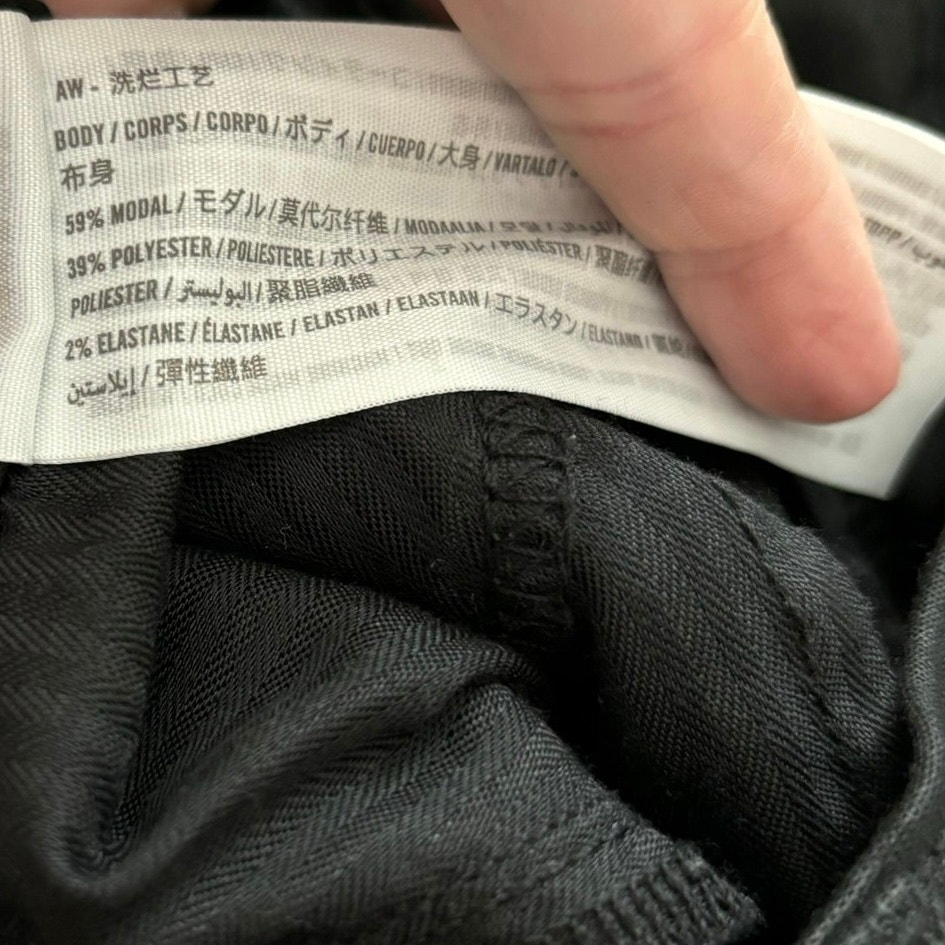 AW - 洗烂工艺
BODY / CORPS / CORPO / ボディ / CUERPO / 大身 / VARTALO /
布身
59% MODAL / モダル / 莫代尔纤维 / MODAALIA /
39% POLYESTER / POLIESTERE / ポリエステル / POLIÉSTER / 聚酯纤维
POLIESTER / البوليستر / 聚脂纖維
2% ELASTANE / ÉLASTANE / ELASTAN / ELASTAAN / エラスタン / ELASTANO /
إيلاستين / 彈性纖維